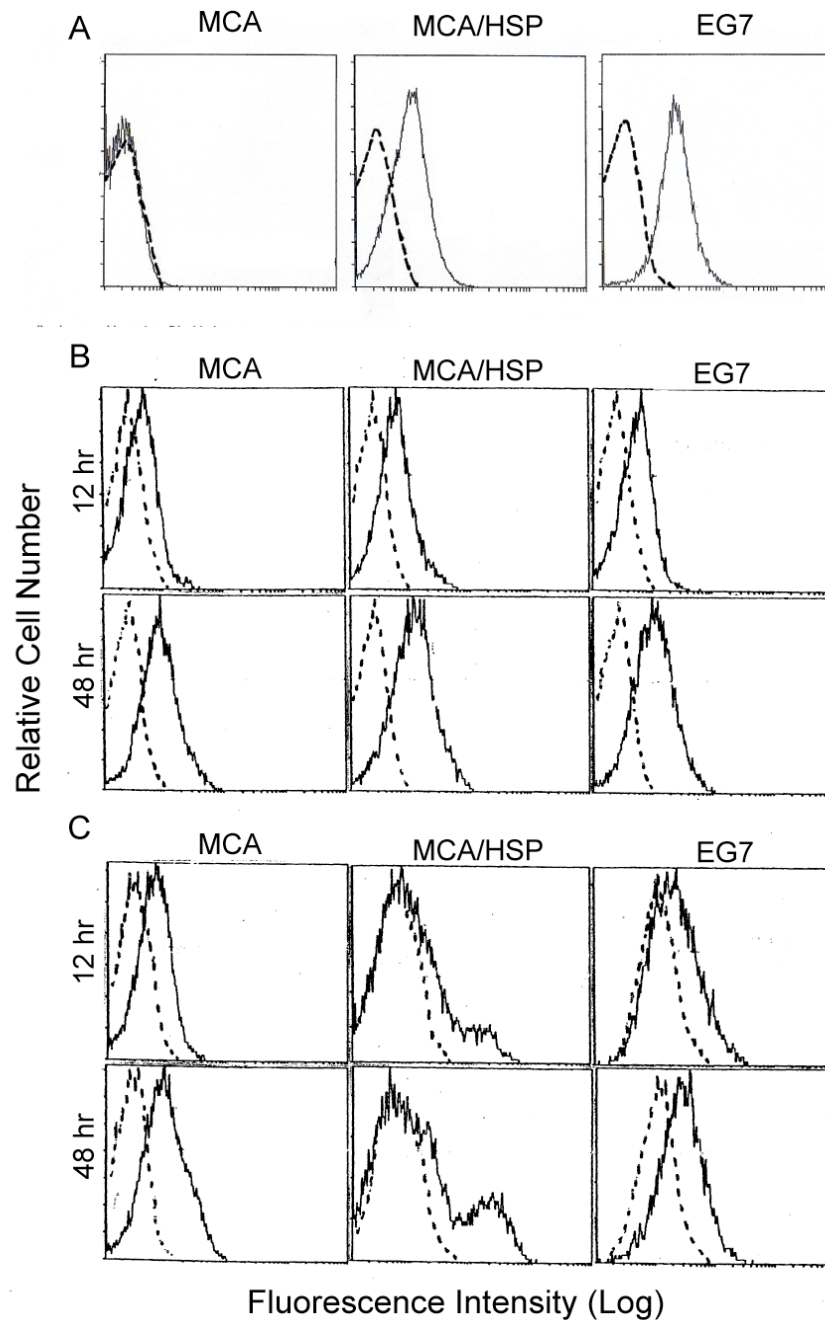 A
MCA MCA/HSP EG7
B
MCA MCA/HSP EG7
12 hr
48 hr
Relative Cell Number
C
MCA MCA/HSP EG7
12 hr
48 hr
Fluorescence Intensity (Log)